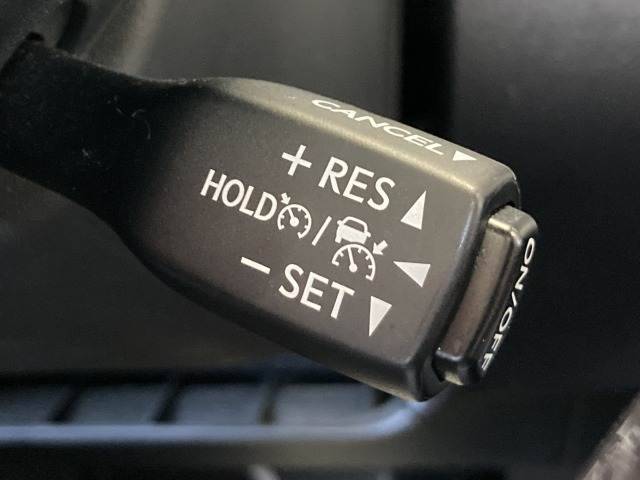 CANCEL
+ RES
HOLD /
- SET
ON/OFF